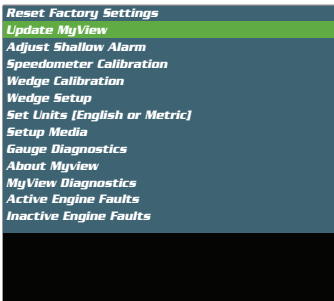 Reset Factory Settings
Update MyView
Adjust Shallow Alarm
Speedometer Calibration
Wedge Calibration
Wedge Setup
Set Units [English or Metric]
Setup Media
Gauge Diagnostics
About Myview
MyView Diagnostics
Active Engine Faults
Inactive Engine Faults